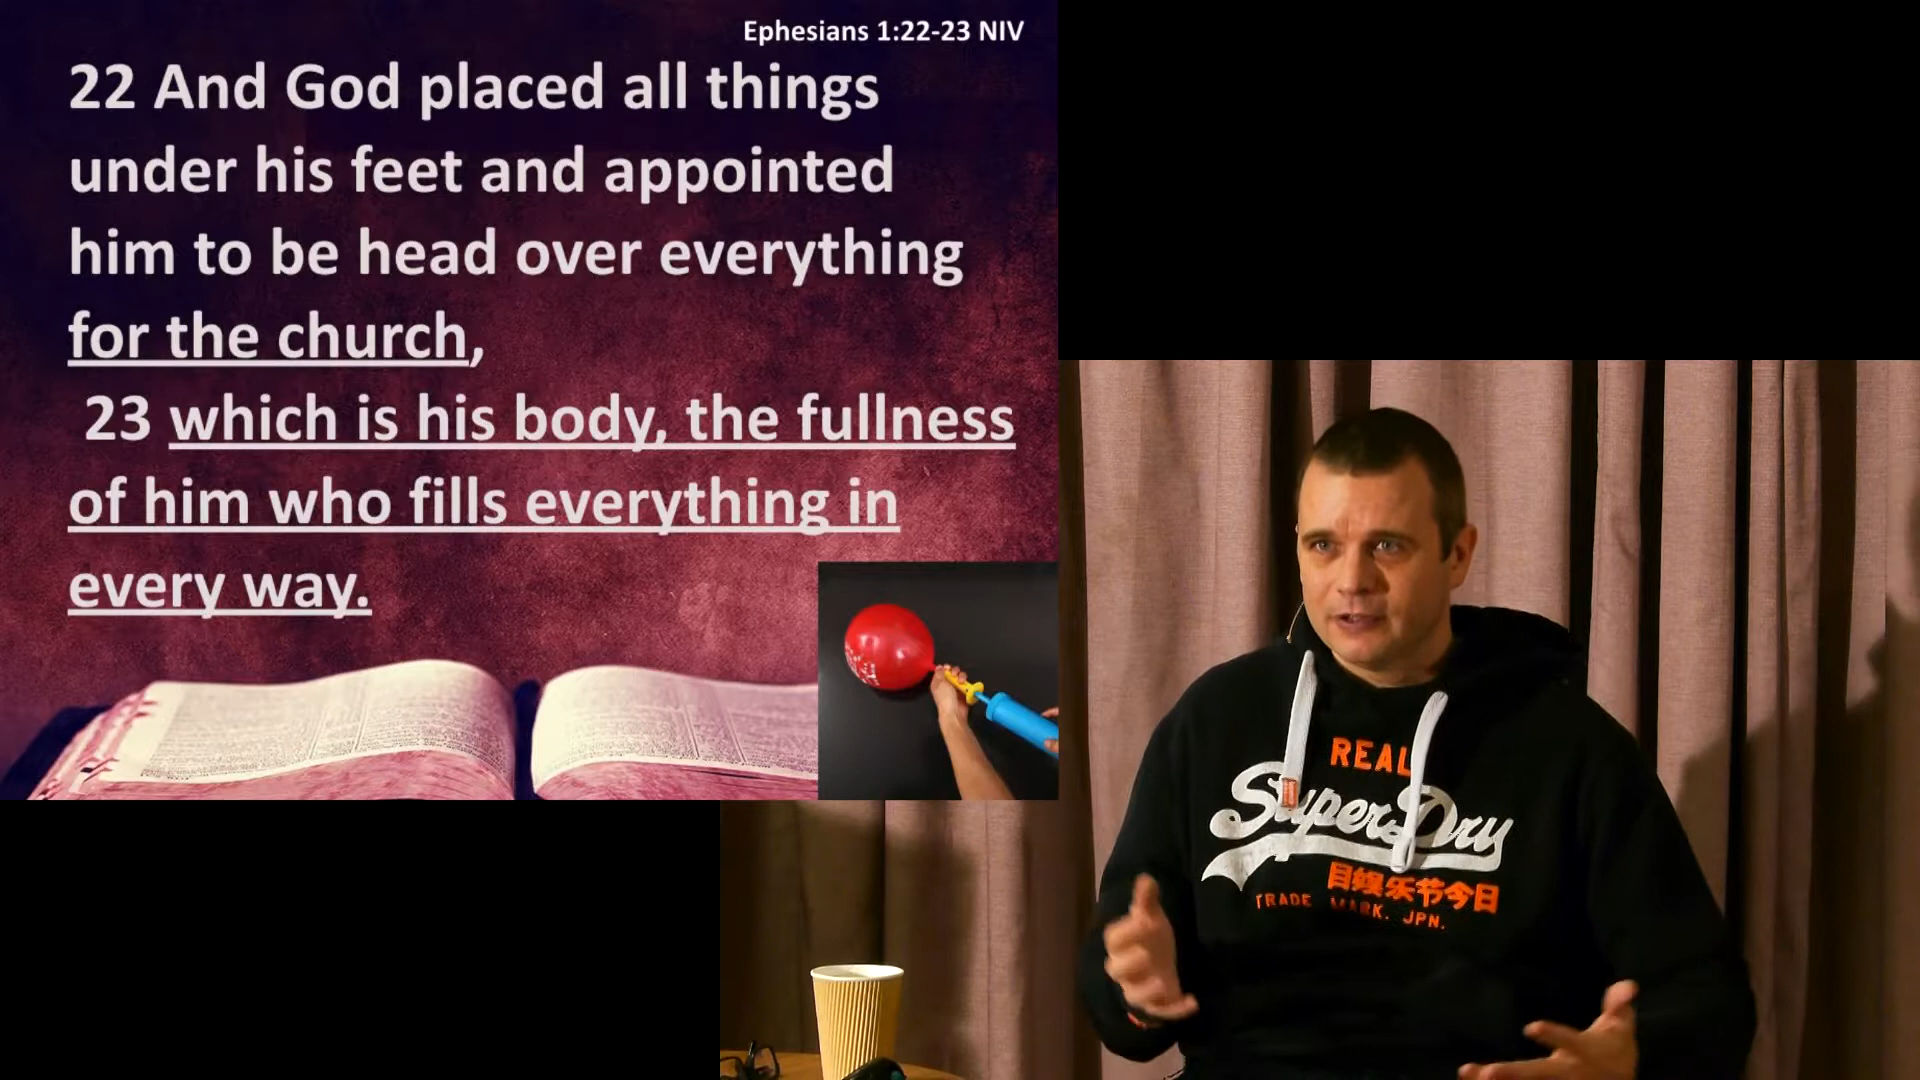 Ephesians 1:22-23 NIV
22 And God placed all things
under his feet and appointed
him to be head over everything
for the church,
23 which is his body, the fullness
of him who fills everything in
every way.
REAL
SuperDry
目娱乐节今日
TRADE MARK. JPN.